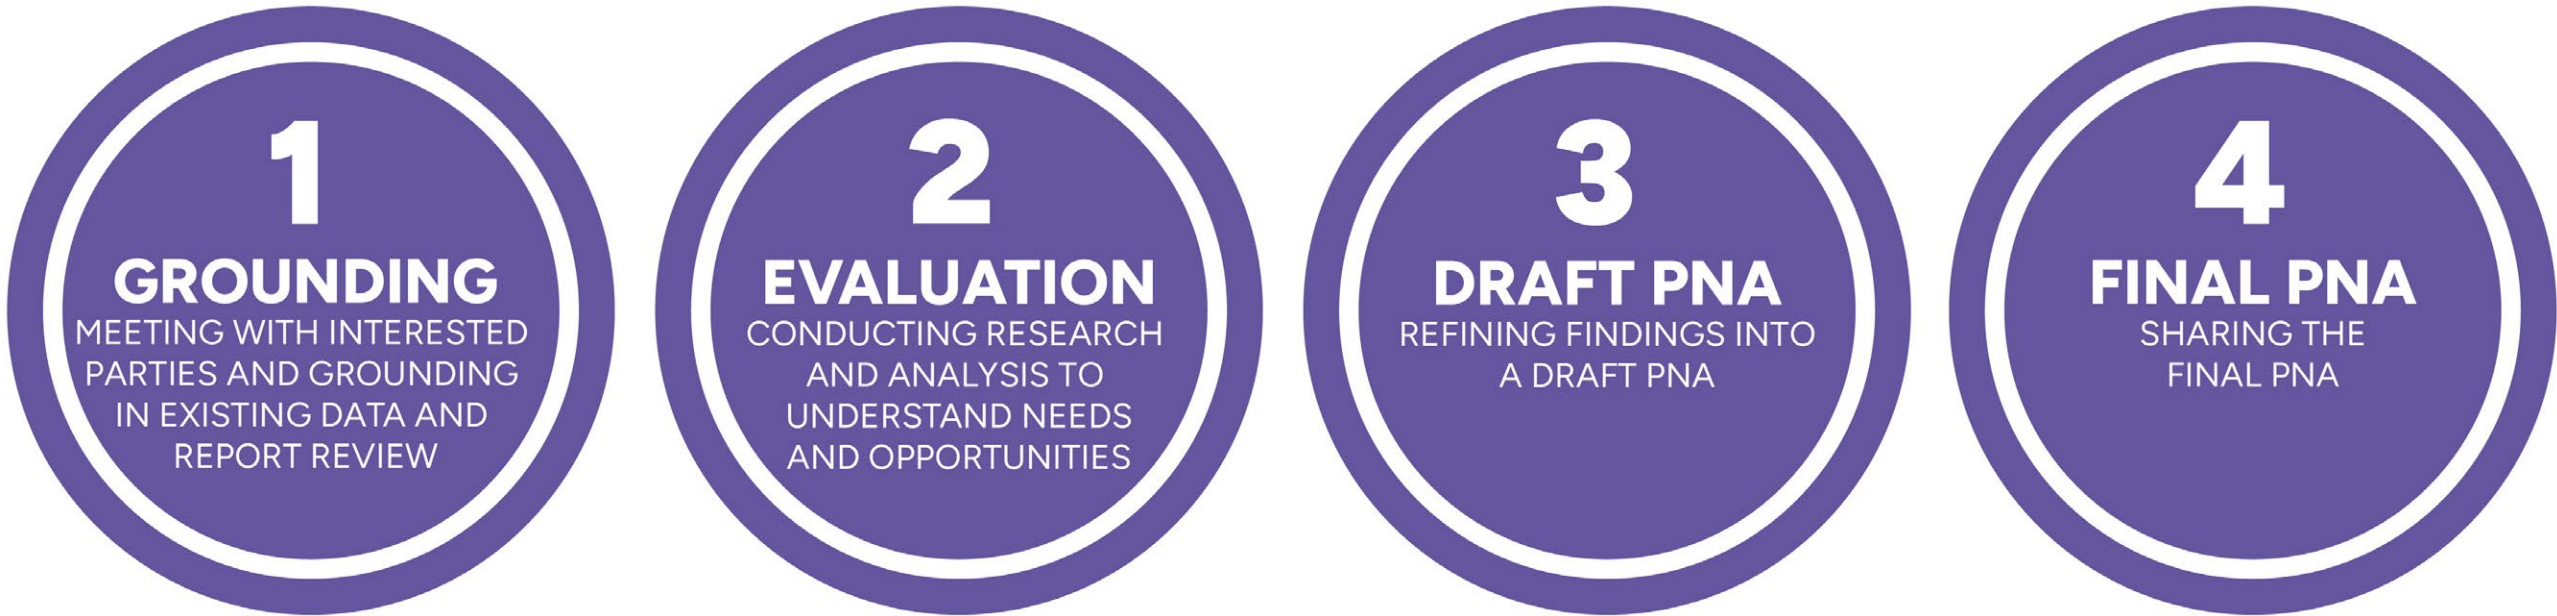 1
GROUNDING
MEETING WITH INTERESTED
PARTIES AND GROUNDING
IN EXISTING DATA AND
REPORT REVIEW
2
EVALUATION
CONDUCTING RESEARCH
AND ANALYSIS TO
UNDERSTAND NEEDS
AND OPPORTUNITIES
3
DRAFT PNA
REFINING FINDINGS INTO
A DRAFT PNA
4
FINAL PNA
SHARING THE
FINAL PNA